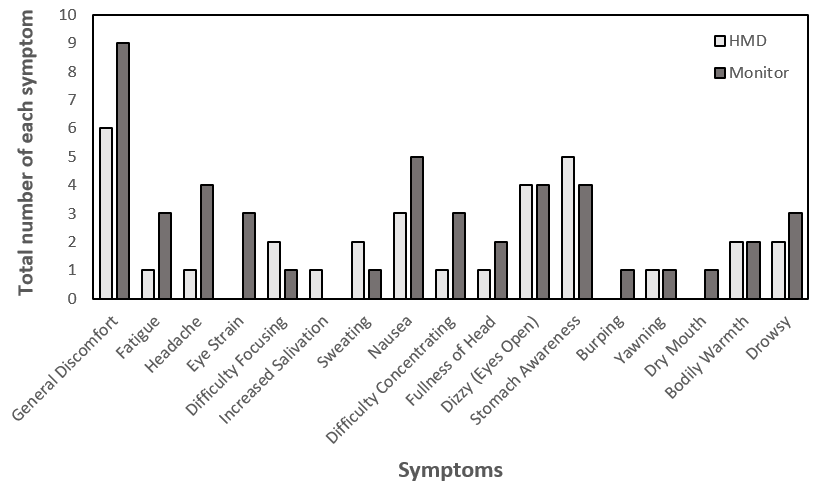 10
9
8
7
6
5
4
3
2
1
0
Total number of each symptom
HMD
Monitor
General Discomfort
Fatigue
Headache
Eye Strain
Difficulty Focusing
Increased Salivation
Sweating
Nausea
Difficulty Concentrating
Fullness of Head
Dizzy (Eyes Open)
Stomach Awareness
Burping
Yawning
Dry Mouth
Bodily Warmth
Drowsy
Symptoms